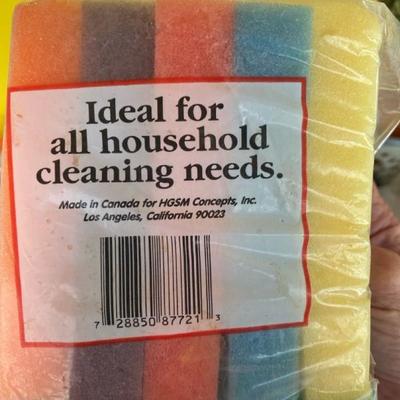 Ideal for
all household
cleaning needs.
Made in Canada for HGSM Concepts, Inc.
Los Angeles, California 90023
7 28850 87721 3